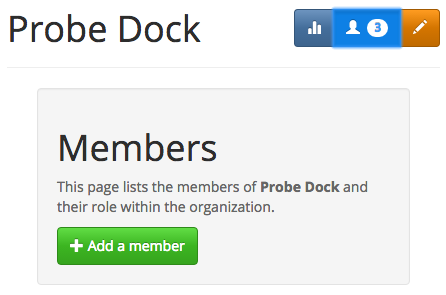 Probe Dock
3
Members
This page lists the members of Probe Dock and
their role within the organization.
Add a member